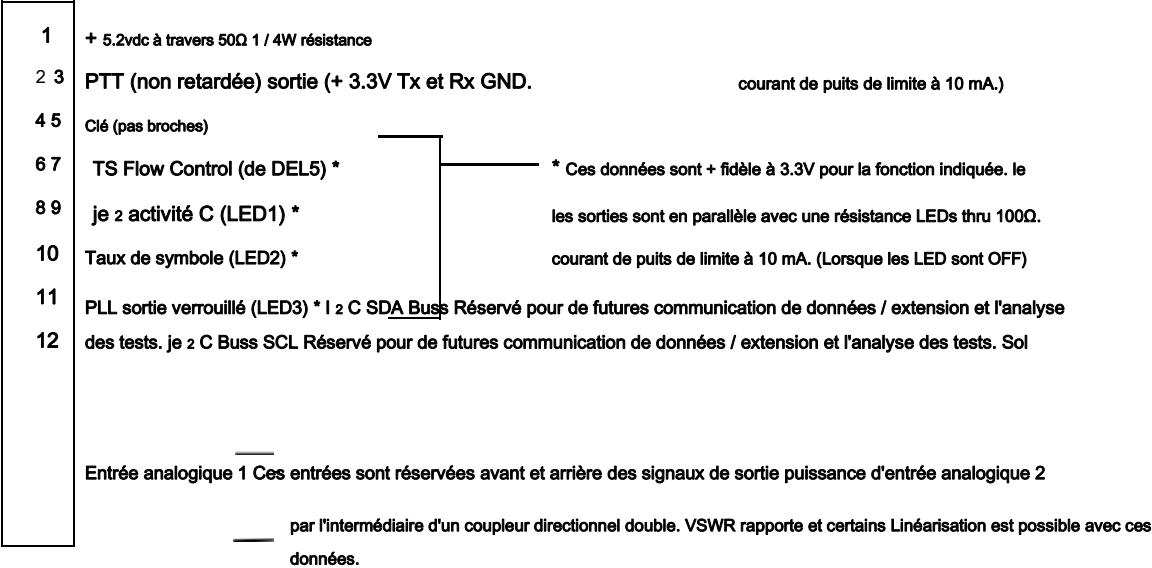 1 + 5.2vdc à travers 50Ω 1 / 4W résistance
2 3 PTT (non retardée) sortie (+ 3.3V Tx et Rx GND. courant de puits de limite à 10 mA.)
4 5 Clé (pas broches)
6 7 TS Flow Control (de DEL5) * * Ces données sont + fidèle à 3.3V pour la fonction indiquée. le
8 9 je 2 activité C (LED1) * les sorties sont en parallèle avec une résistance LEDs thru 100Ω.
10 Taux de symbole (LED2) * courant de puits de limite à 10 mA. (Lorsque les LED sont OFF)
11 PLL sortie verrouillé (LED3) * I 2 C SDA Buss Réservé pour de futures communication de données / extension et l'analyse
12 des tests. je 2 C Buss SCL Réservé pour de futures communication de données / extension et l'analyse des tests. Sol
Entrée analogique 1 Ces entrées sont réservées avant et arrière des signaux de sortie puissance d'entrée analogique 2
par l'intermédiaire d'un coupleur directionnel double. VSWR rapporte et certains Linéarisation est possible avec ces
données.